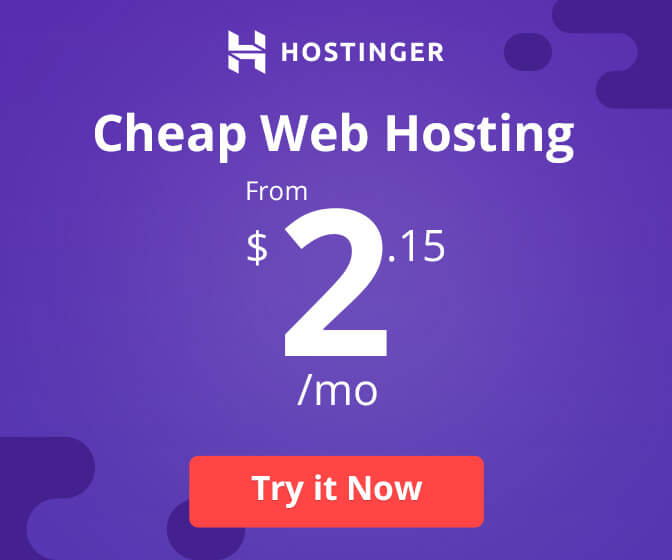 HOSTINGER
Cheap Web Hosting
From
$2.15
/mo
Try it Now